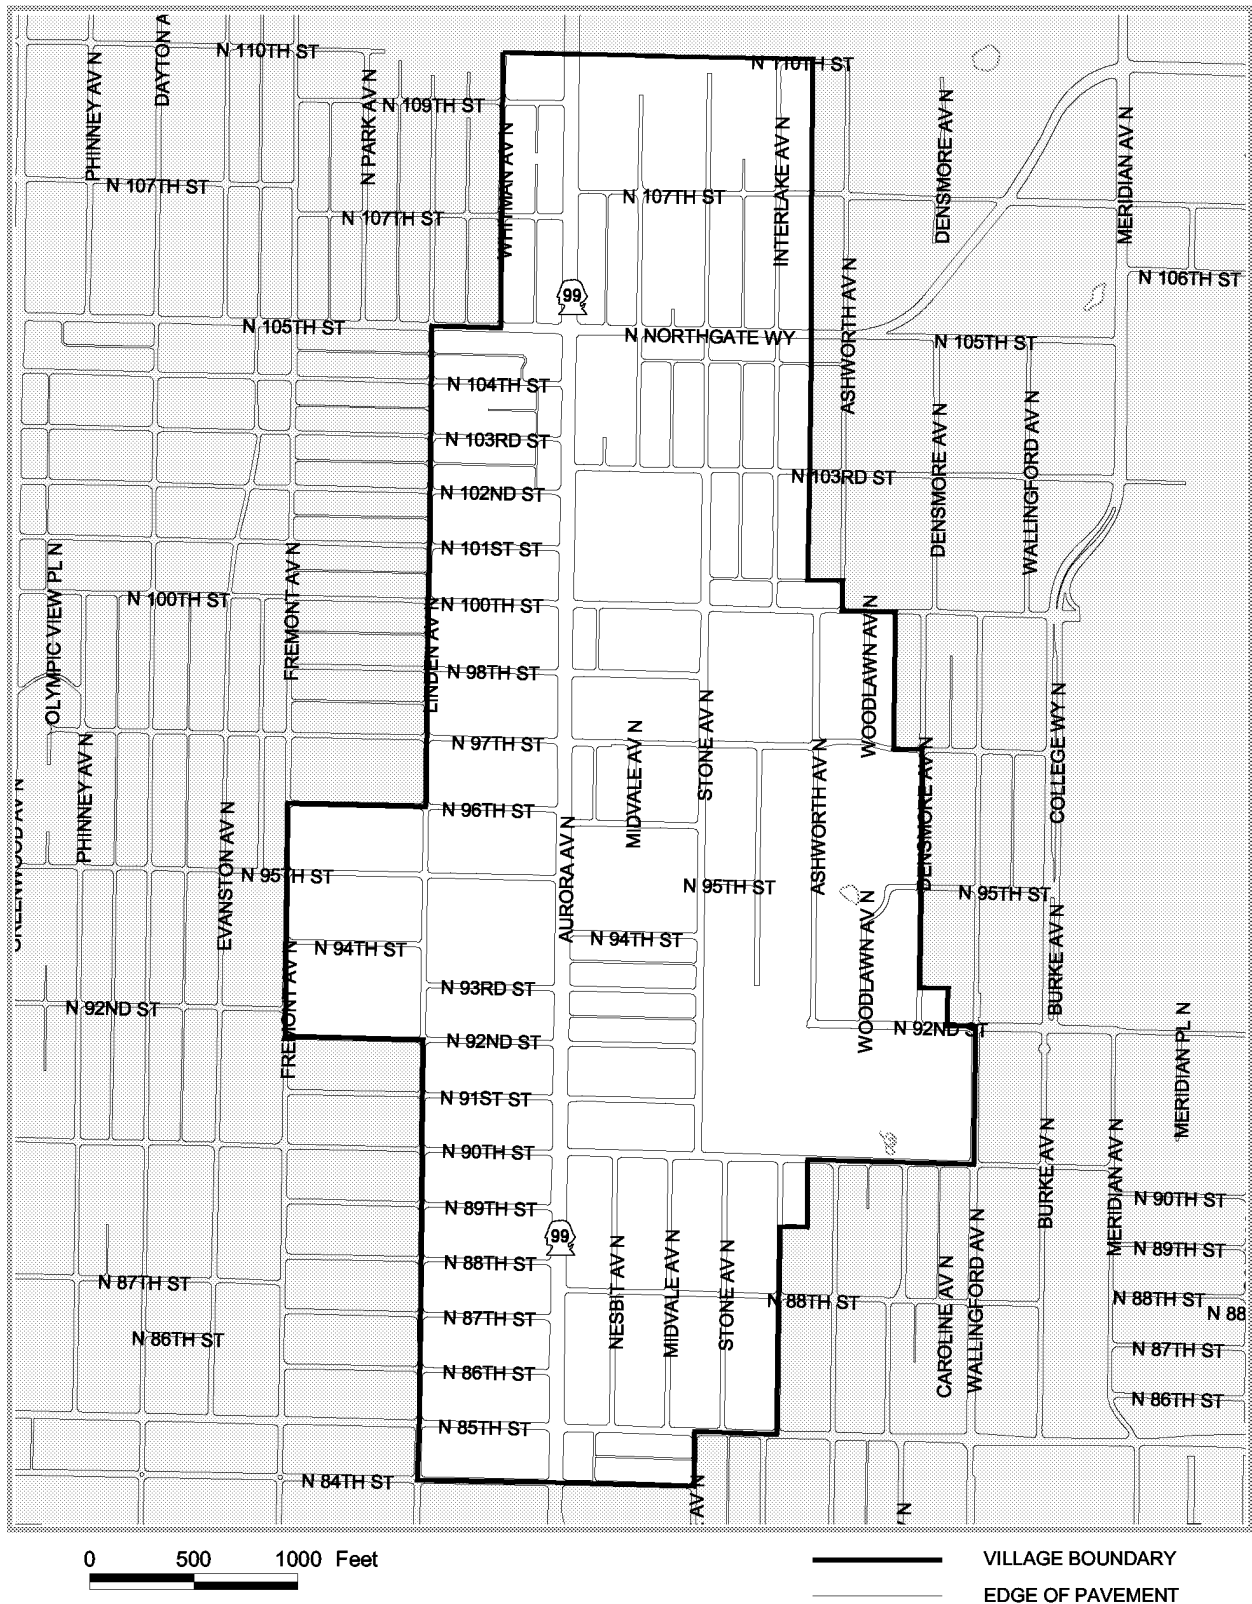 DAYTON A
N 110TH ST
N 110TH ST
PHINNEY AV N
N PARK AV N
N 109TH ST
WHITMAN AV N
INTERLAKE AV N
DENSMORE AV N
MERIDIAN AV N
N 107TH ST
N 107TH ST
N 107TH ST
N 106TH ST
99
N 105TH ST
N NORTHGATE WY
ASHWORTH AV N
N 105TH ST
N 104TH ST
N 103RD ST
DENSMORE AV N
WALLINGFORD AV N
N 103RD ST
N 102ND ST
N 101ST ST
OLYMPIC VIEW PL N
N 100TH ST
FREMONT AV N
LINDEN AV N
N 100TH ST
WOODLAWN AV N
N 98TH ST
COLLEGE WY N
N 97TH ST
MIDVALE AV N
STONE AV N
ASHWORTH AV N
DENSMORE AV N
GREENWOOD AV N
PHINNEY AV N
EVANSTON AV N
N 96TH ST
AURORA AV N
N 95TH ST
N 95TH ST
N 95TH ST
WOODLAWN AV N
BURKE AV N
FREMONT AV N
N 94TH ST
N 94TH ST
N 93RD ST
N 92ND ST
N 92ND ST
N 92ND ST
MERIDIAN PL N
N 91ST ST
N 90TH ST
BURKE AV N
MERIDIAN AV N
N 90TH ST
N 89TH ST
99
N 89TH ST
N 88TH ST
NESBIT AV N
MIDVALE AV N
STONE AV N
CAROLINE AV N
WALLINGFORD AV N
N 87TH ST
N 88TH ST
N 88TH ST
N 88
N 87TH ST
N 86TH ST
N 87TH ST
N 86TH ST
N 86TH ST
N 85TH ST
N 84TH ST
AV N
N
0 500 1000 Feet
VILLAGE BOUNDARY
EDGE OF PAVEMENT